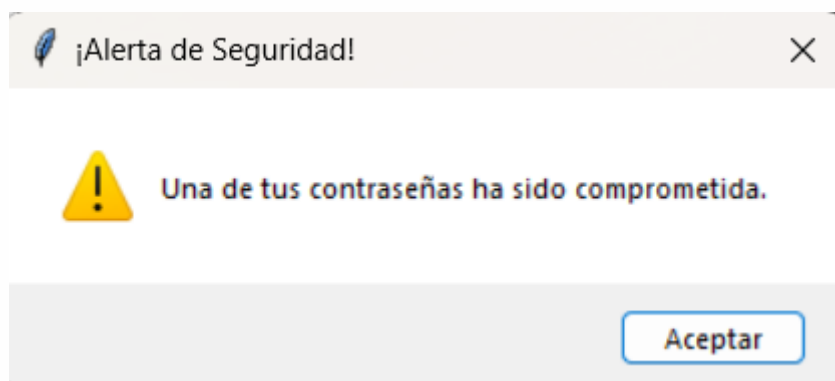 ¡Alerta de Seguridad!
Una de tus contraseñas ha sido comprometida.
Aceptar